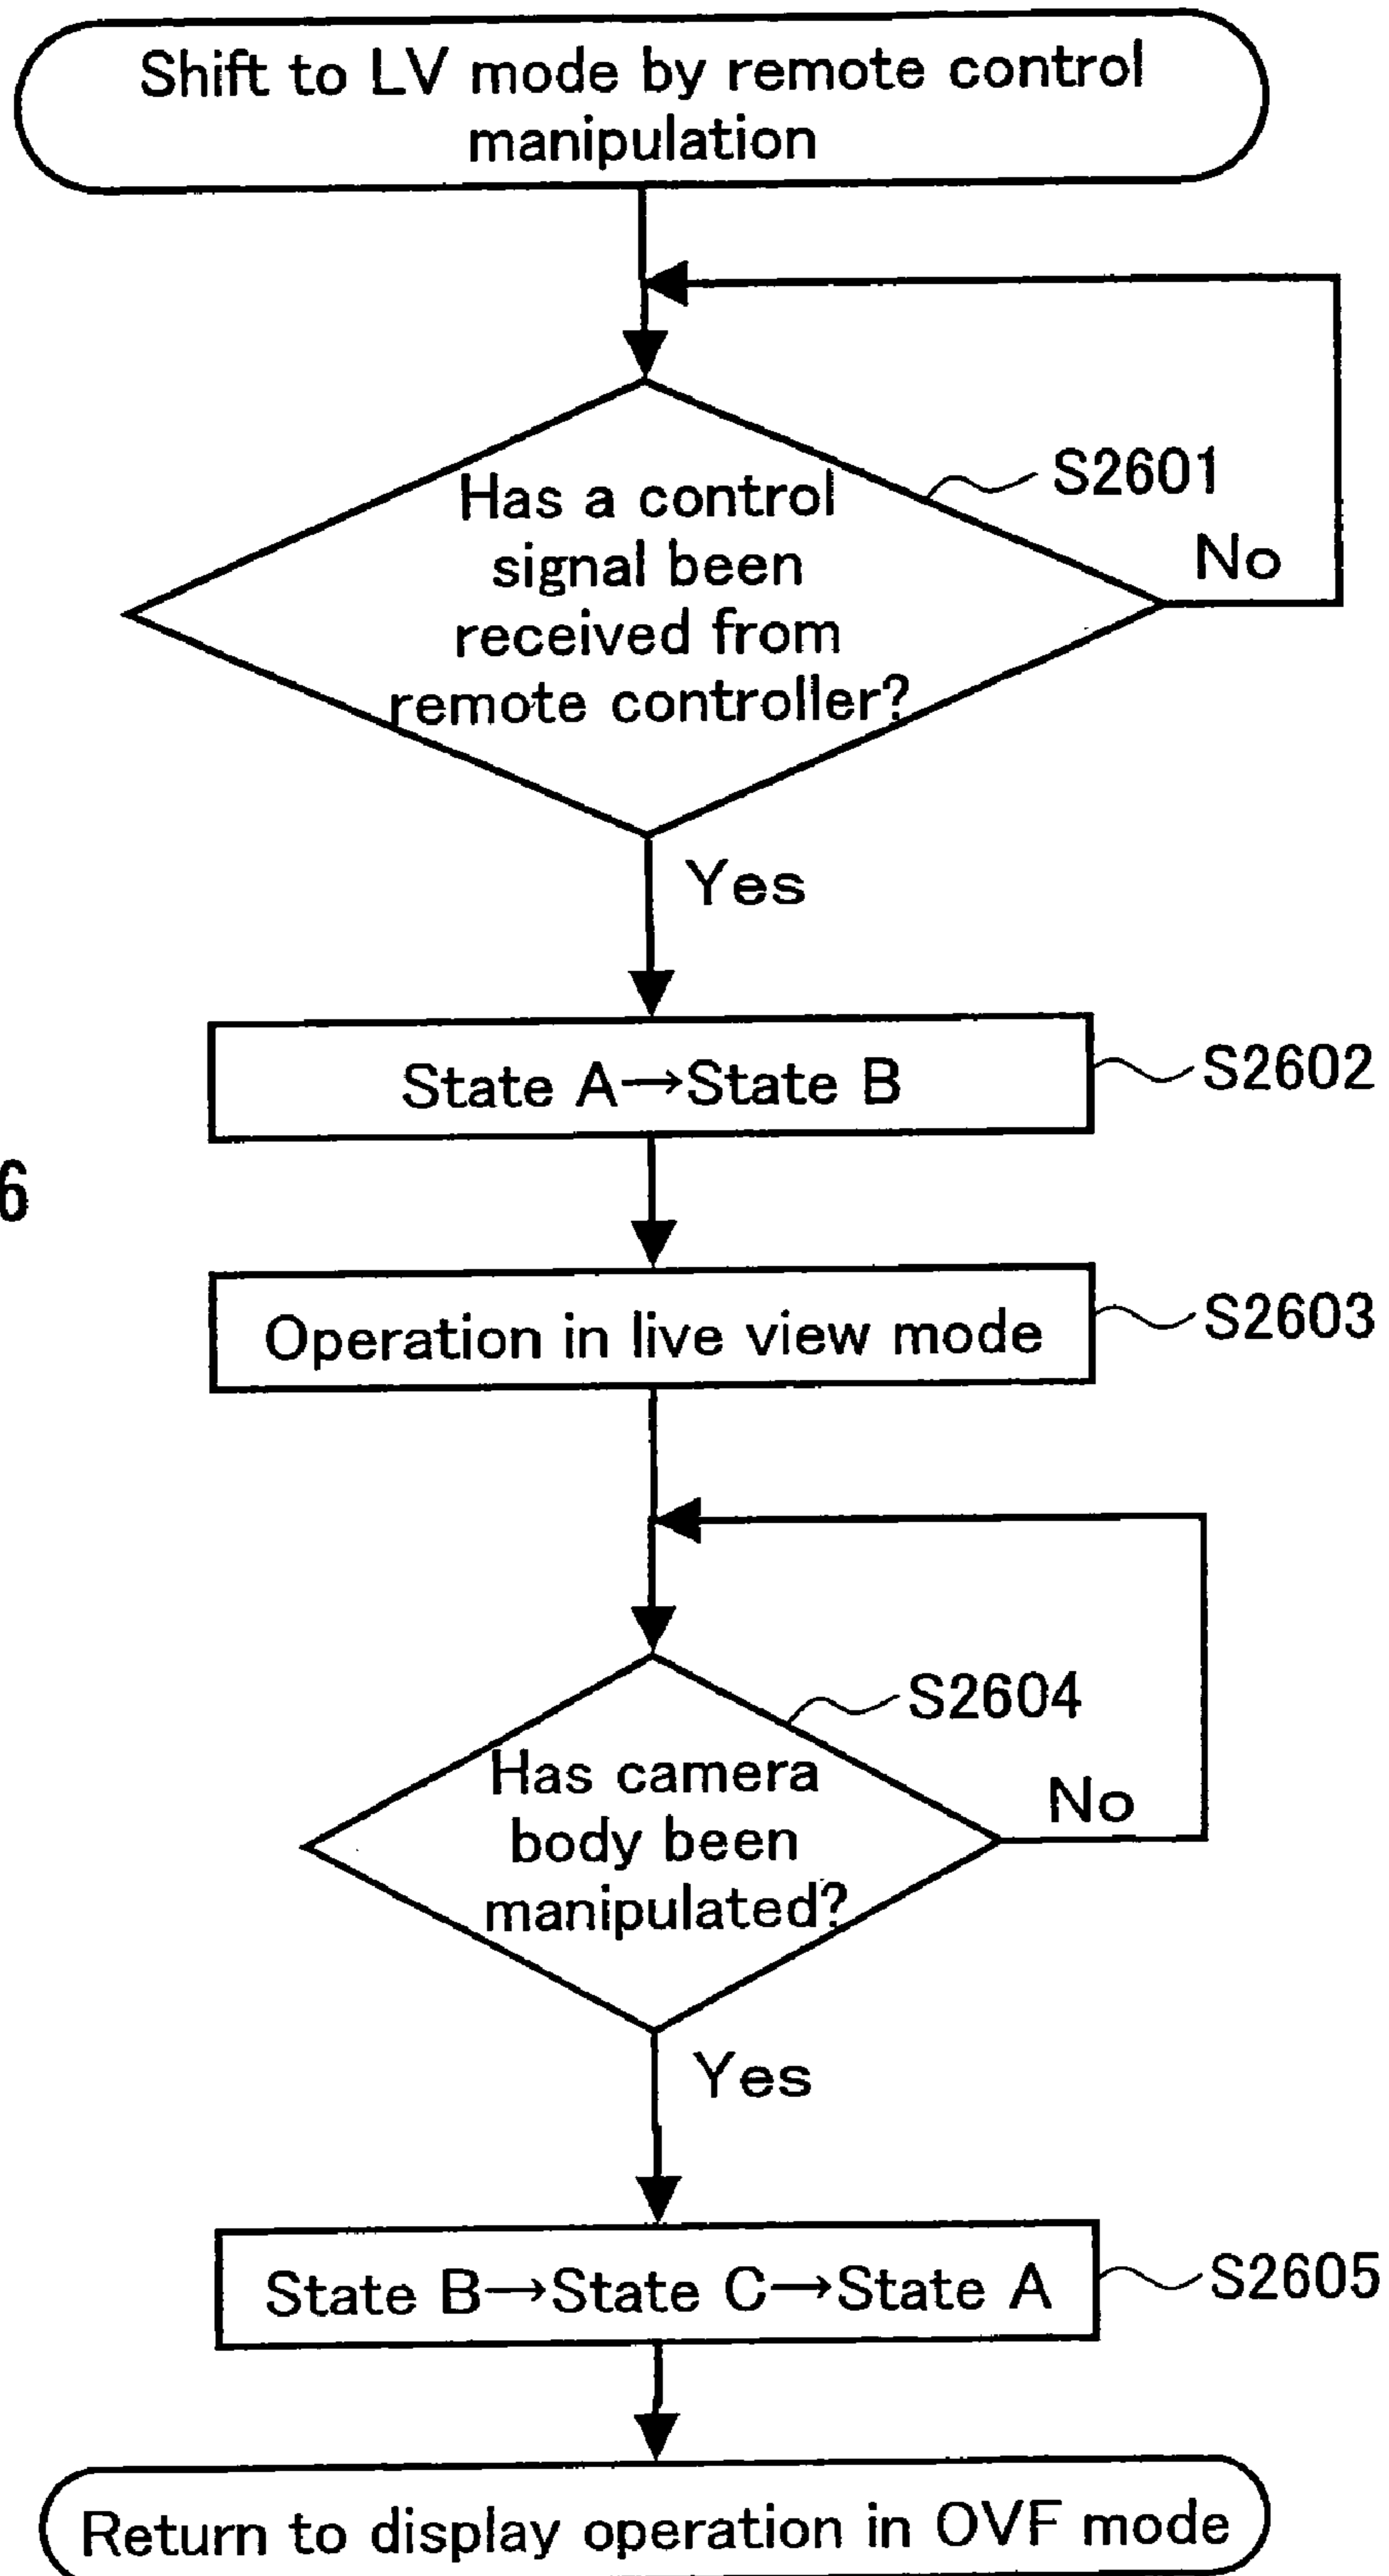 Shift to LV mode by remote control
manipulation
S2601
Has a control
signal been
received from
remote controller?
No
Yes
State A→State B
S2602
6
Operation in live view mode
S2603
S2604
Has camera
body been
manipulated?
No
Yes
State B→State C→State A
S2605
Return to display operation in OVF mode